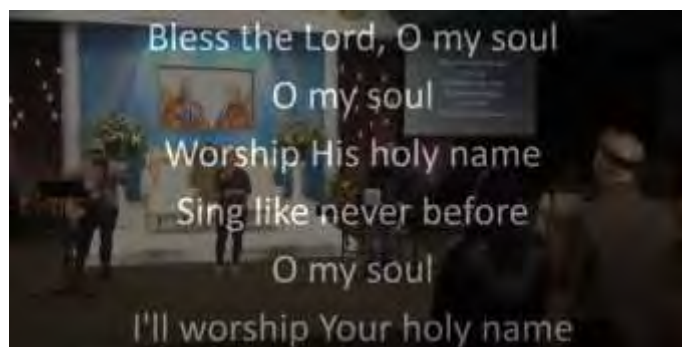 Bless the Lord, O my soul
O my soul
Worship His holy name
Sing like never before
O my soul
I'll worship Your holy name